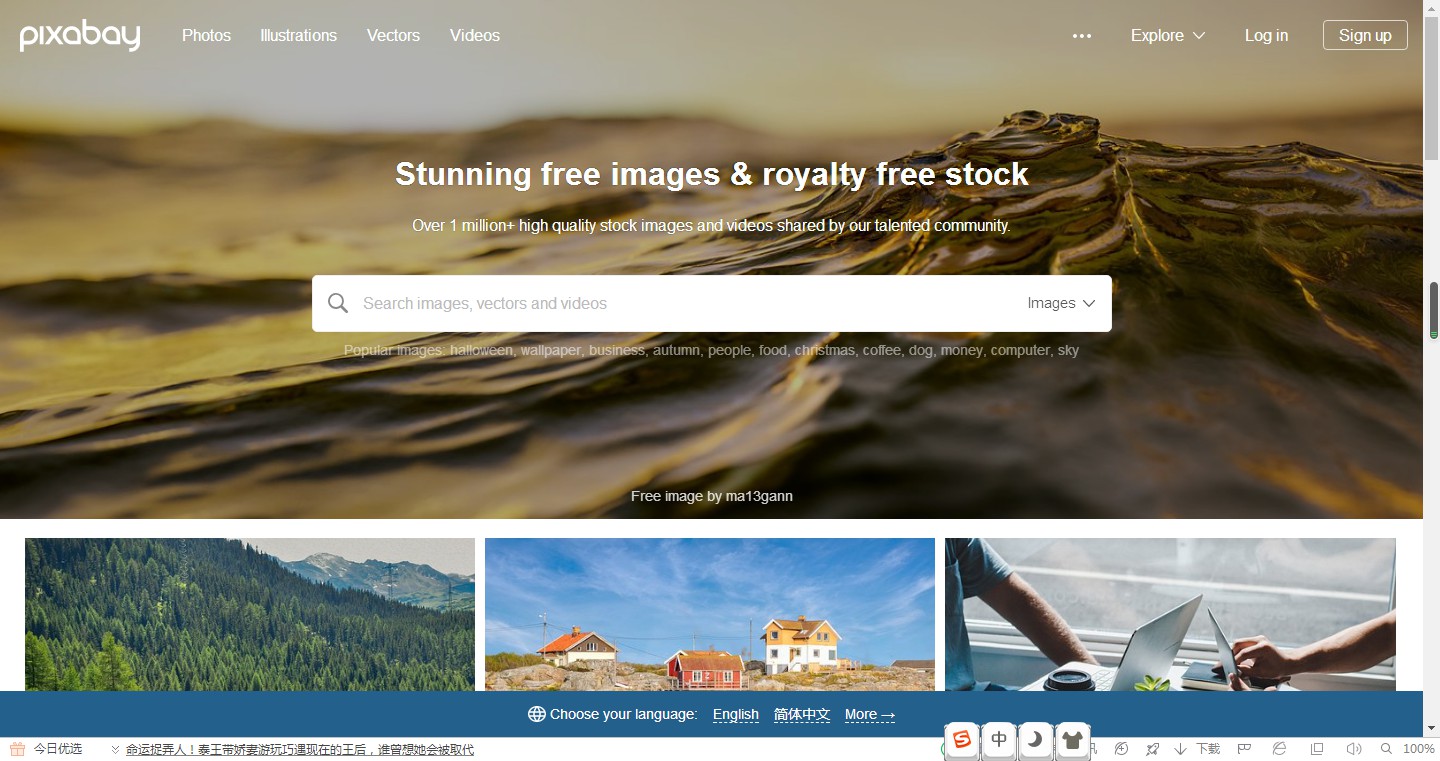 pixabay Photos Illustrations Vectors Videos ••• Explore Log in Sign up
Stunning free images & royalty free stock
Over 1 million+ high quality stock images and videos shared by our talented community.
Search images, vectors and videos Images
Popular images: halloween, wallpaper, business, autumn, people, food, christmas, coffee, dog, money, computer, sky
Free image by ma13gann
Choose your language: English 简体中文 More →
中
今日优选 命运捉弄人！泰王带娇妻游玩巧遇现在的王后，谁曾想她会被取代 下载 100%